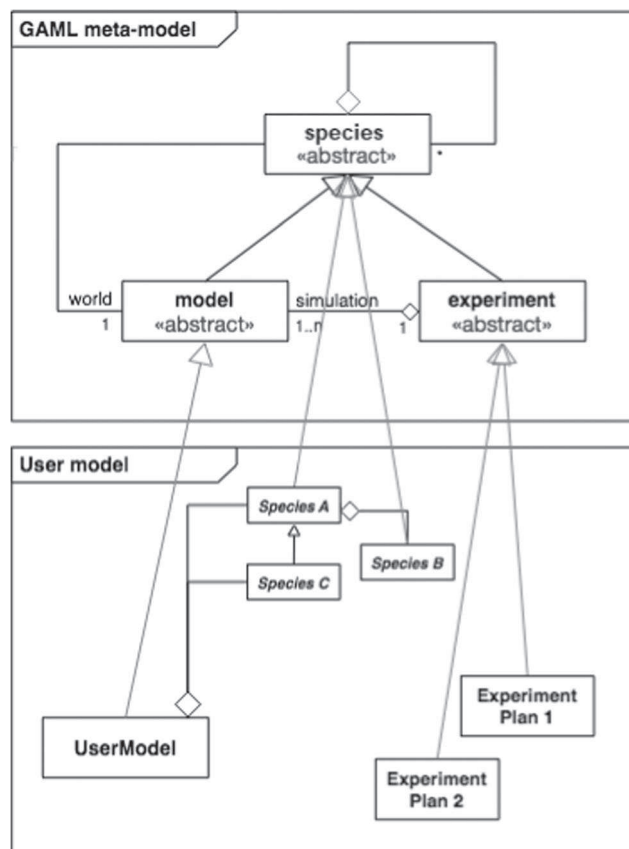 GAML meta-model
species
«abstract»
*
world
1
model
«abstract»
simulation
1..n
1
experiment
«abstract»
User model
Species A
Species B
Species C
Experiment
Plan 1
UserModel
Experiment
Plan 2